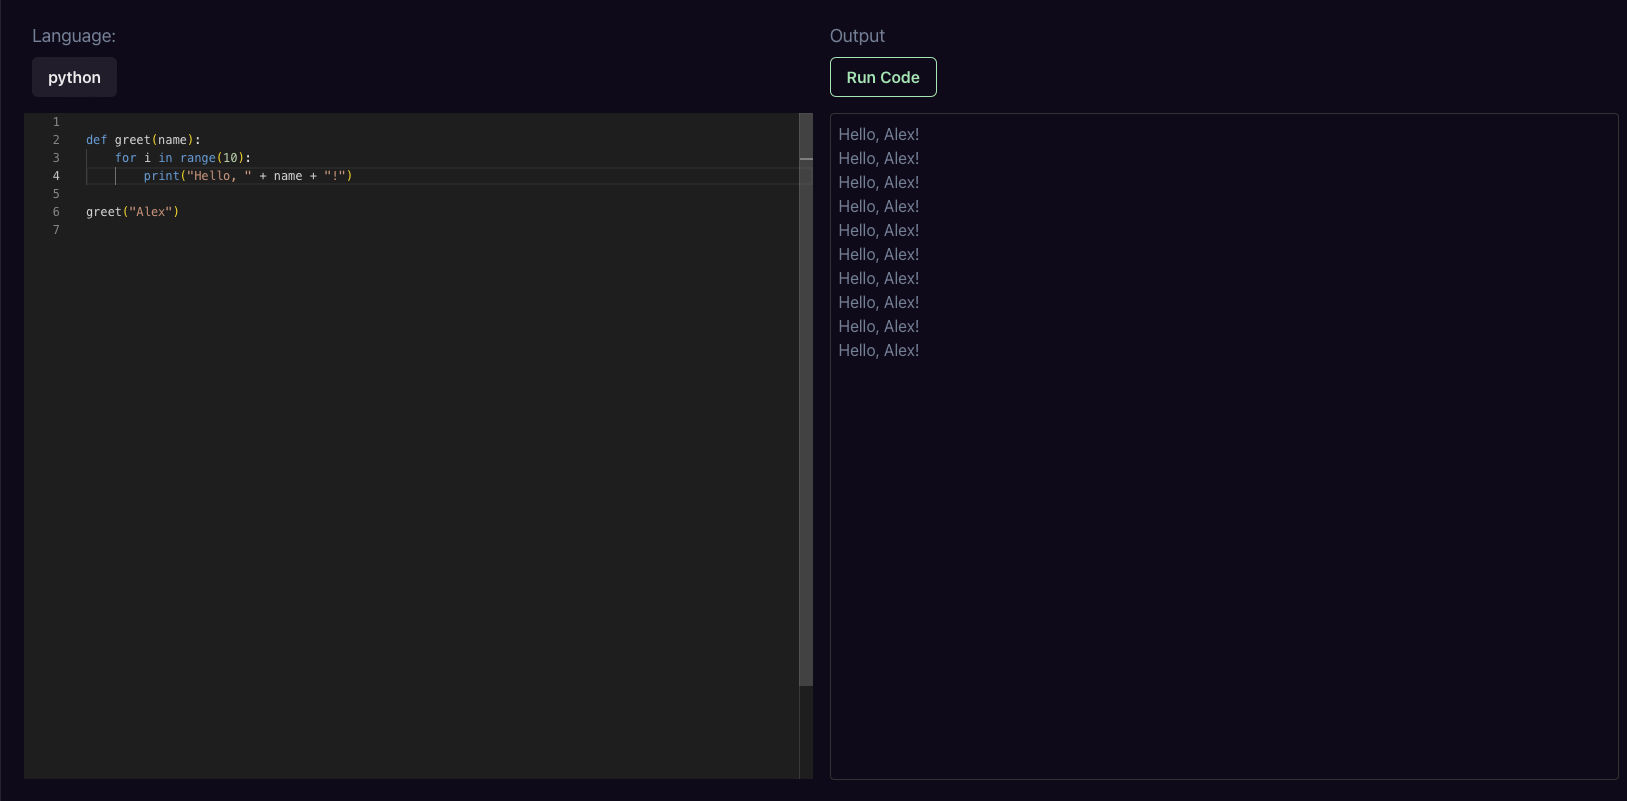 Language:
python
1
2 def greet(name):
3     for i in range(10):
4         print("Hello, " + name + "!")
5
6 greet("Alex")
7
Output
Run Code
Hello, Alex!
Hello, Alex!
Hello, Alex!
Hello, Alex!
Hello, Alex!
Hello, Alex!
Hello, Alex!
Hello, Alex!
Hello, Alex!
Hello, Alex!